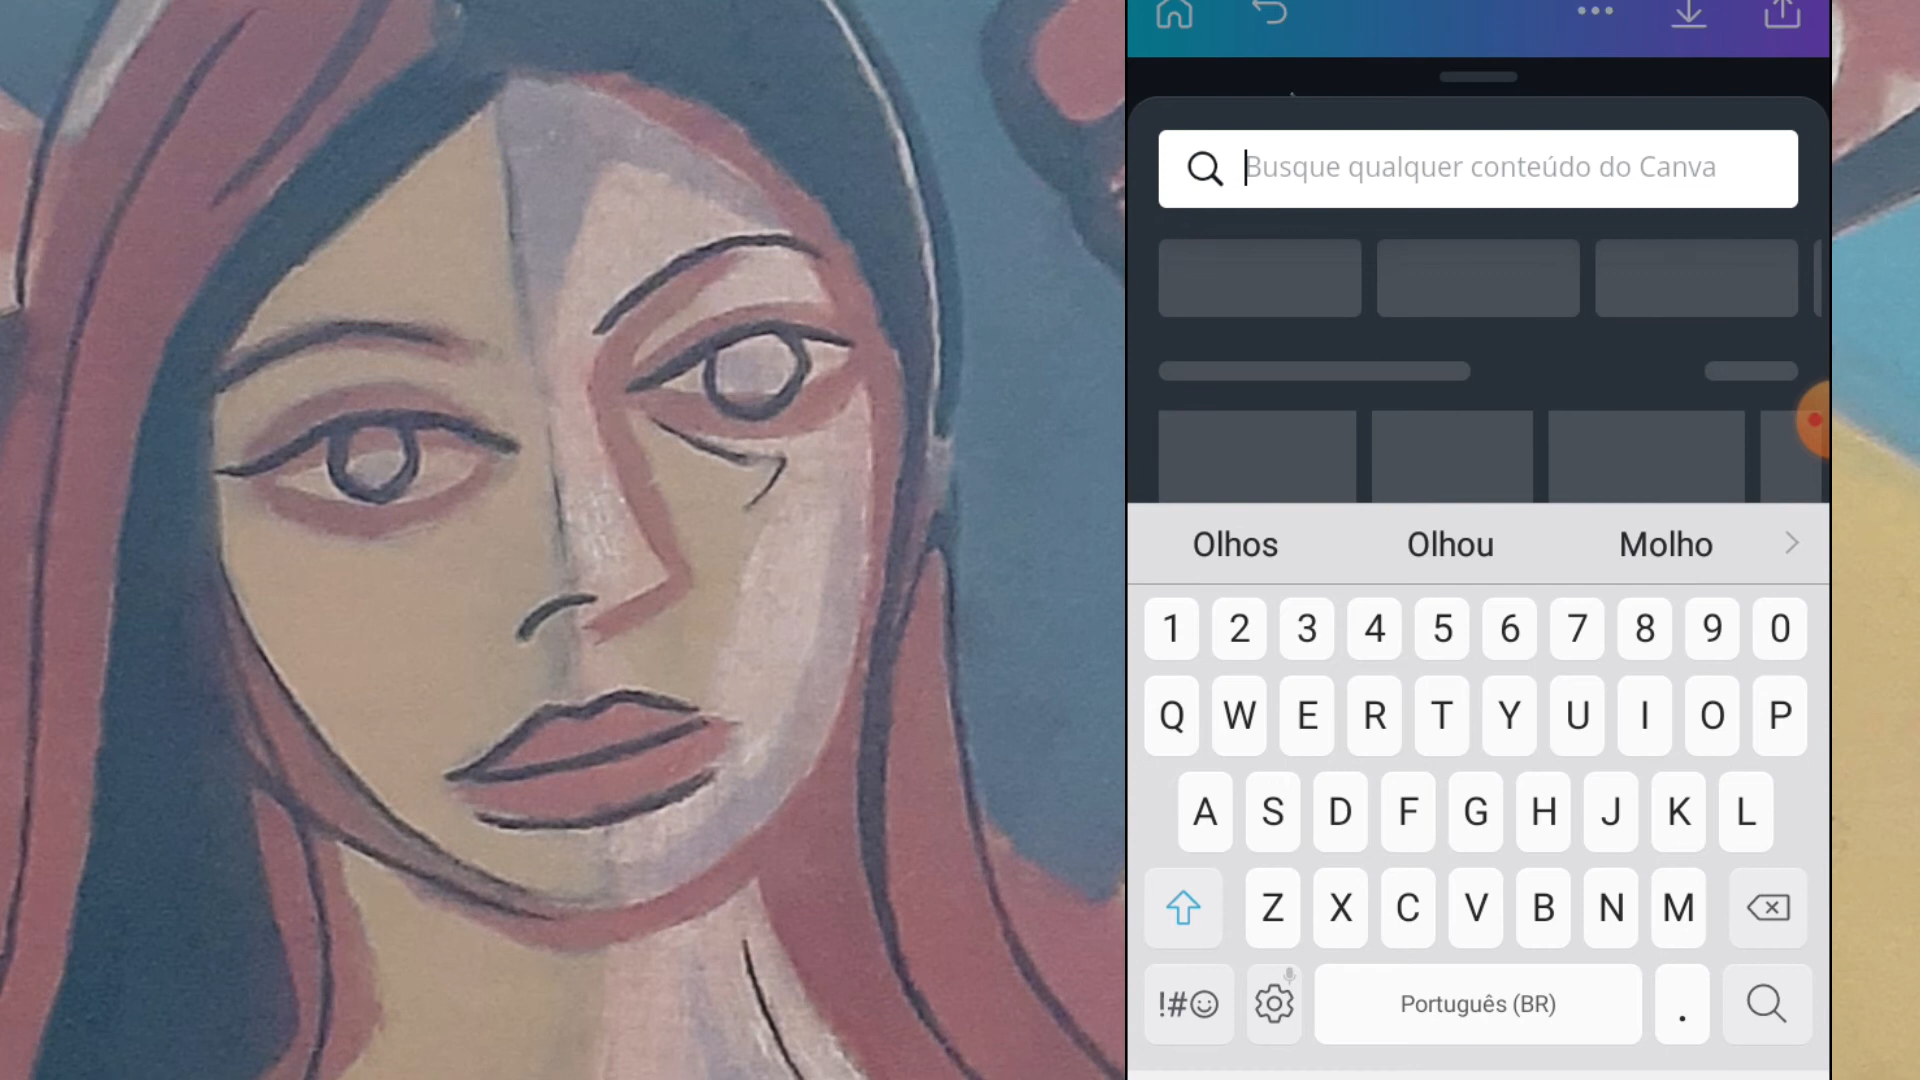 Busque qualquer conteúdo do Canva
Olhos Olhou Molho
1 2 3 4 5 6 7 8 9 0
Q W E R T Y U I O P
A S D F G H J K L
Z X C V B N M
!#☺ Português (BR) .